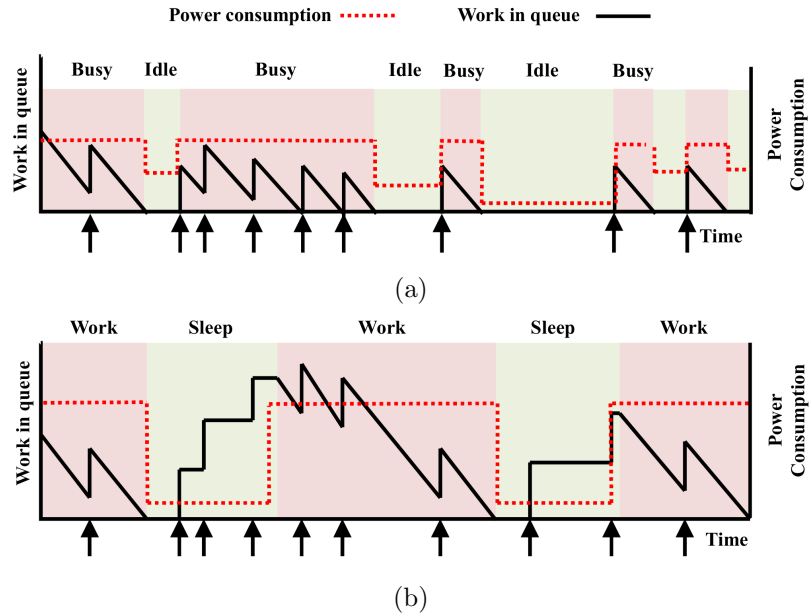 Power consumption Work in queue
Busy Idle Busy Idle Busy Idle Busy
Work in queue
Power
Consumption
Time
(a)
Work Sleep Work Sleep Work
Work in queue
Power
Consumption
Time
(b)